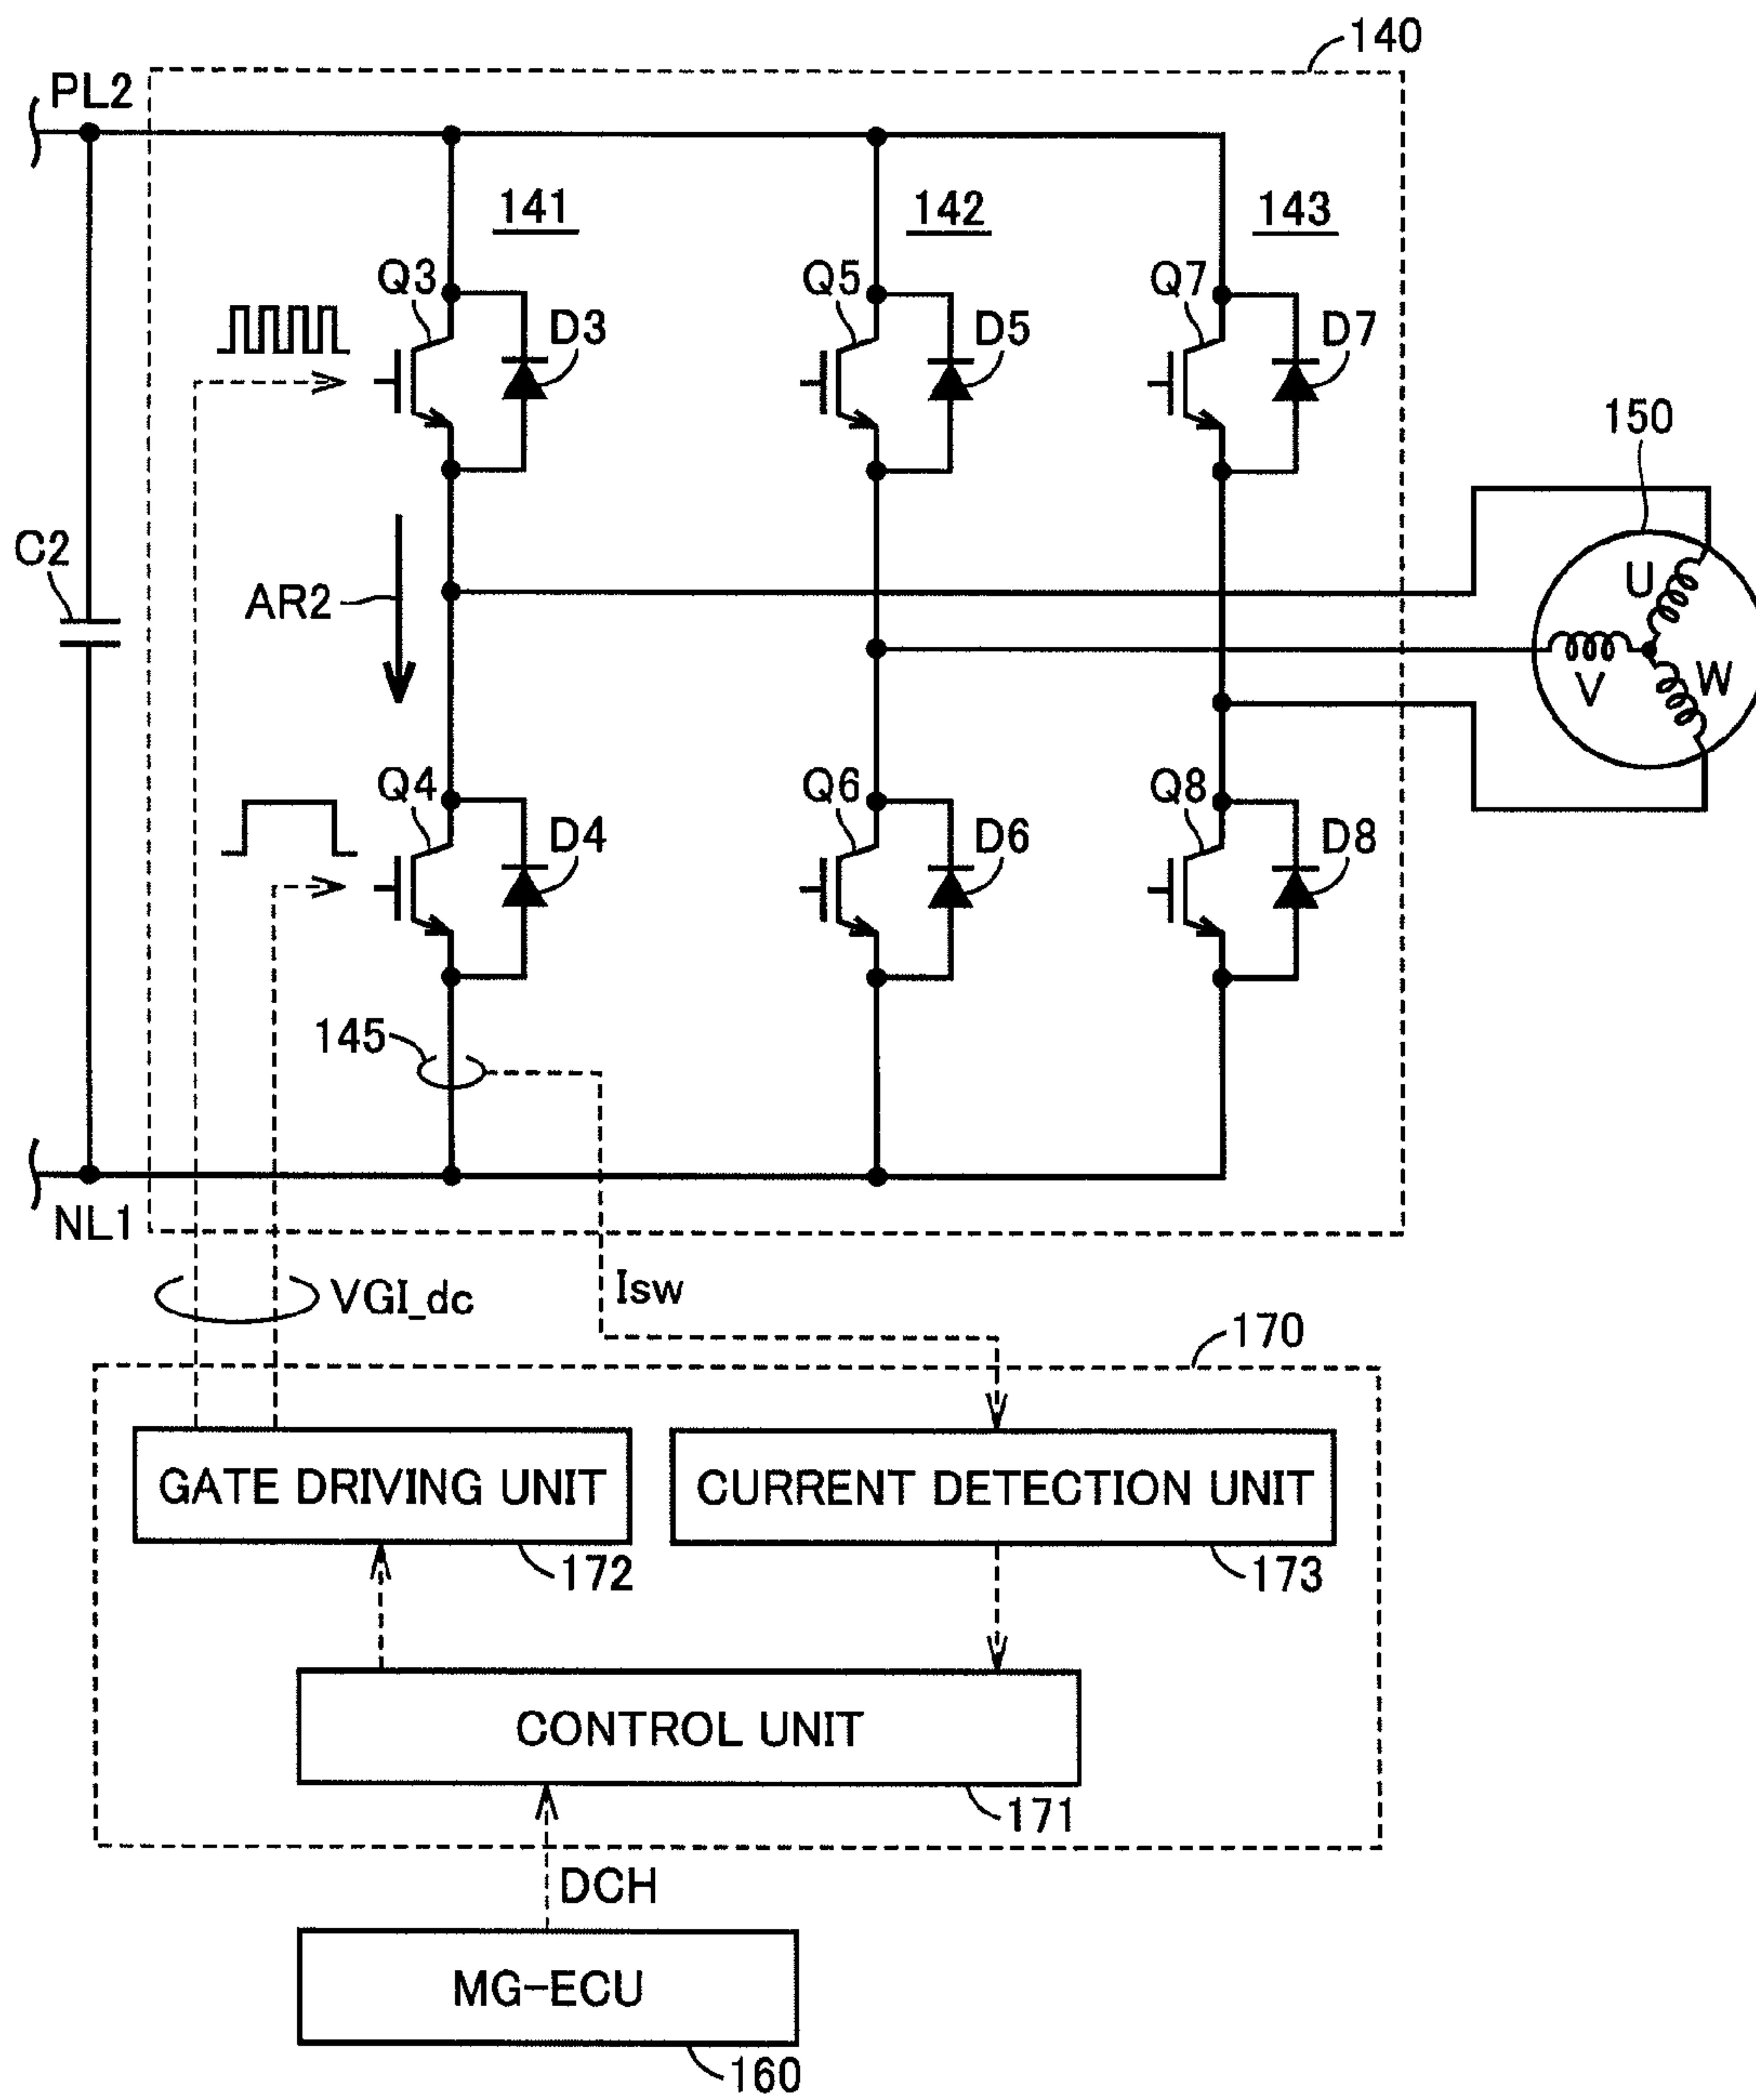 140
PL2
141
142
143
Q3
Q5
Q7
D3
D5
D7
150
C2
AR2
U
V
W
Q4
Q6
Q8
D4
D6
D8
145
NL1
VGI_dc
Isw
170
GATE DRIVING UNIT
CURRENT DETECTION UNIT
172
173
CONTROL UNIT
171
DCH
MG-ECU
160